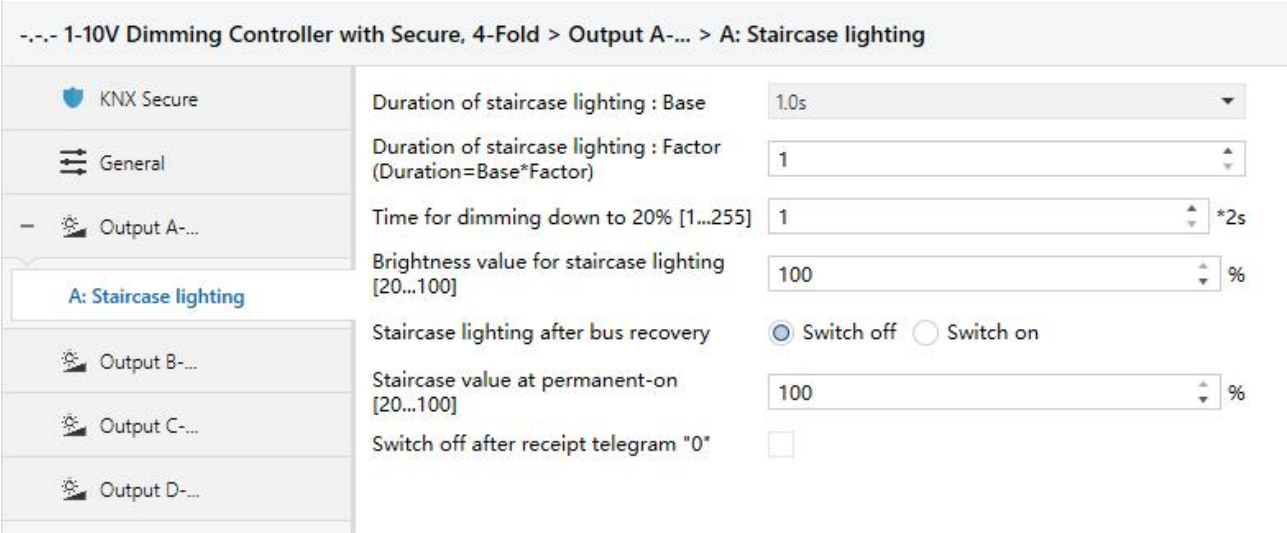 -.-.- 1-10V Dimming Controller with Secure, 4-Fold > Output A-... > A: Staircase lighting
KNX Secure
General
Output A-...
A: Staircase lighting
Output B-...
Output C-...
Output D-...
Duration of staircase lighting : Base
1.0s
Duration of staircase lighting : Factor
(Duration=Base*Factor)
1
Time for dimming down to 20% [1...255]
1
*2s
Brightness value for staircase lighting
[20...100]
100
%
Staircase lighting after bus recovery
Switch off
Switch on
Staircase value at permanent-on
[20...100]
100
%
Switch off after receipt telegram "0"